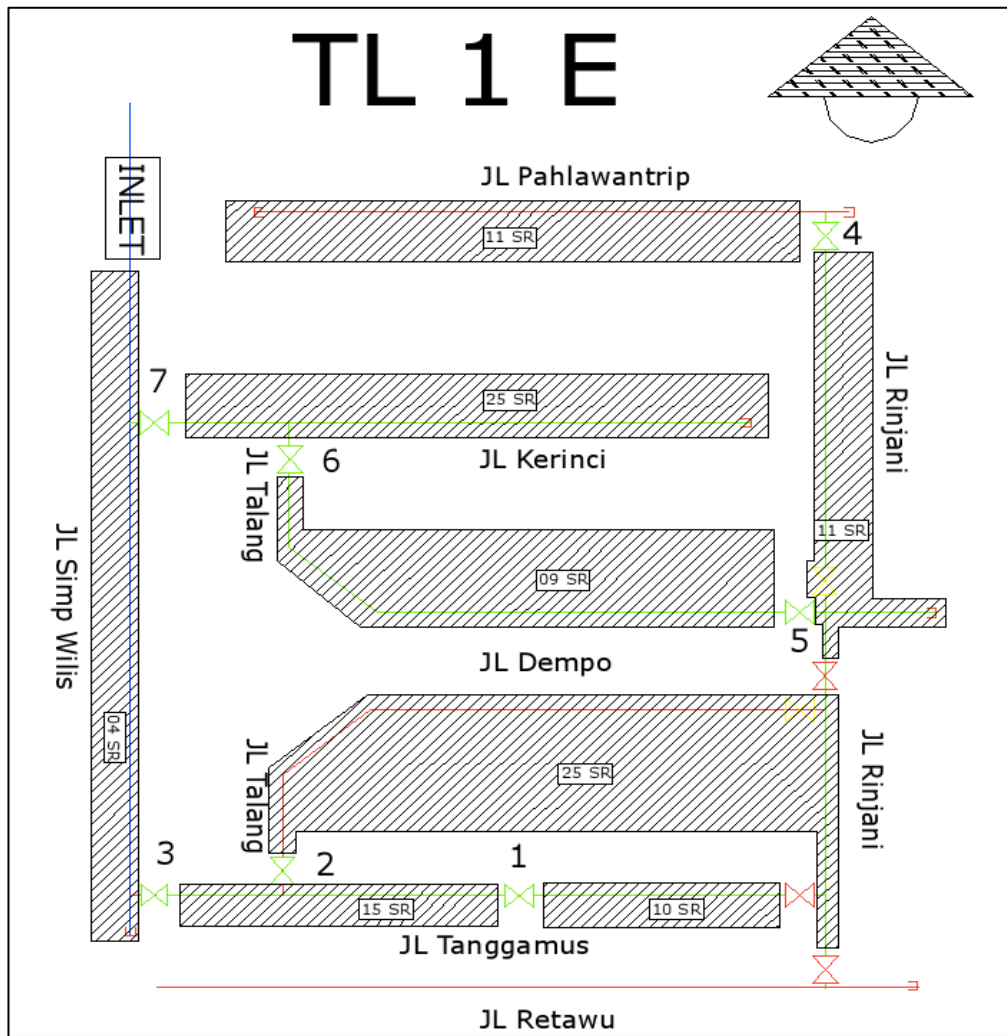 TL 1 E
INLET
JL Pahlawantrip
11 SR
4
JL Rinjani
7
25 SR
6
JL Kerinci
JL Talang
11 SR
09 SR
5
JL Simp Wilis
JL Dempo
04 SR
JL Talang
25 SR
JL Rinjani
3
2
1
15 SR
10 SR
JL Tanggamus
JL Retawu